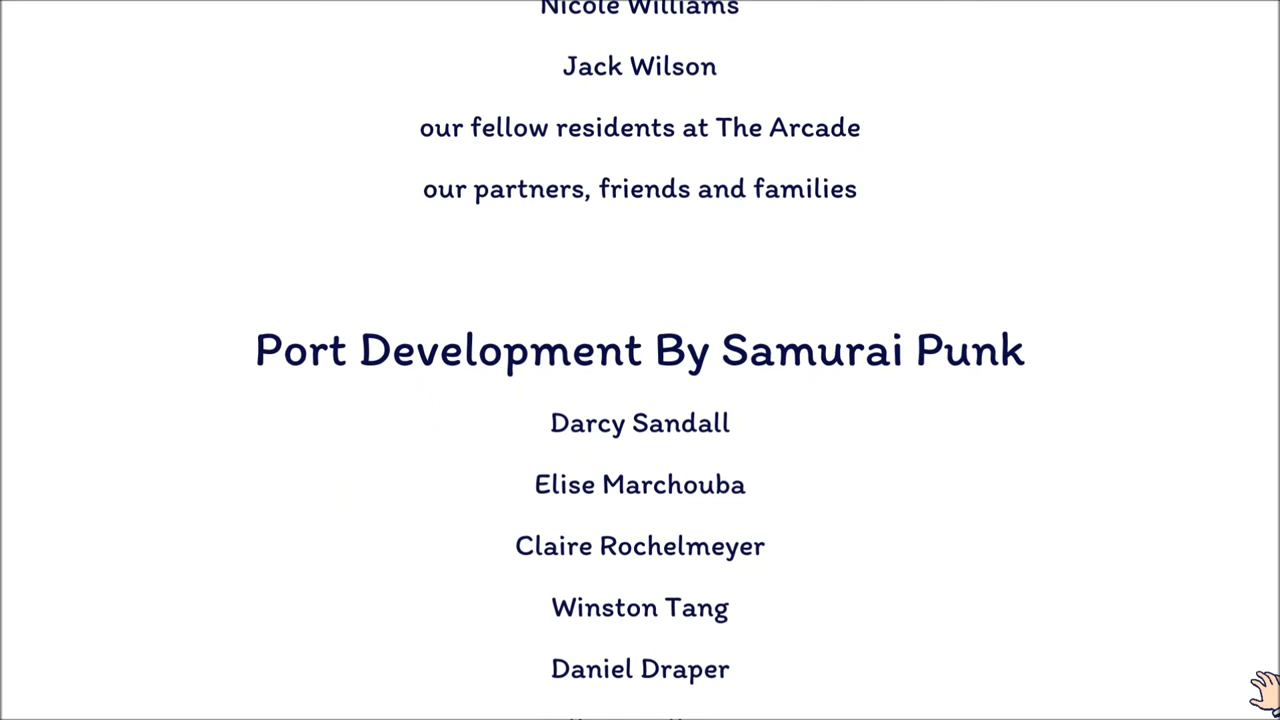 Nicole Williams
Jack Wilson
our fellow residents at The Arcade
our partners, friends and families
Port Development By Samurai Punk
Darcy Sandall
Elise Marchouba
Claire Rochelmeyer
Winston Tang
Daniel Draper